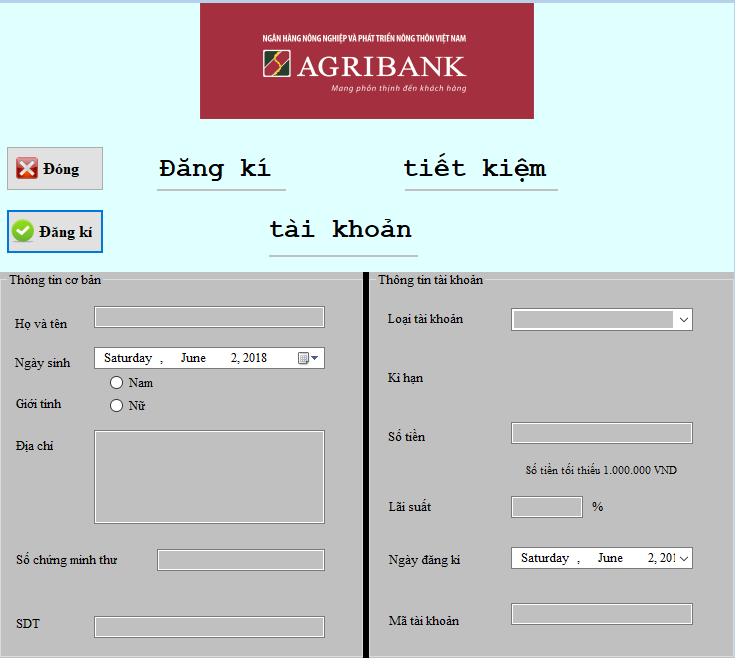 NGÂN HÀNG NÔNG NGHIỆP VÀ PHÁT TRIỂN NÔNG THÔN VIỆT NAM
AGRIBANK
Mang phồn thịnh đến khách hàng
Đóng
Đăng kí tiết kiệm
Đăng kí
tài khoản
Thông tin cơ bản
Họ và tên
Ngày sinh
Saturday , June 2, 2018
Nam
Giới tính
Nữ
Địa chỉ
Số chứng minh thư
SDT
Thông tin tài khoản
Loại tài khoản
Kì hạn
Số tiền
Số tiền tối thiểu 1.000.000 VND
Lãi suất
%
Ngày đăng kí
Saturday , June 2, 201
Mã tài khoản